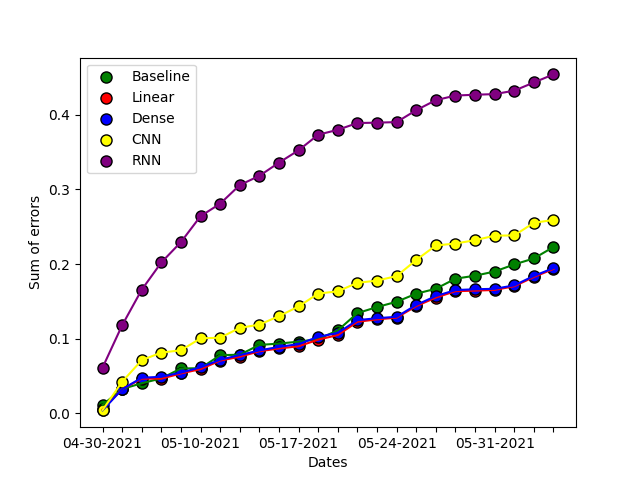 Baseline
Linear
Dense
CNN
RNN
Sum of errors
0.4
0.3
0.2
0.1
0.0
04-30-2021 05-10-2021 05-17-2021 05-24-2021 05-31-2021
Dates